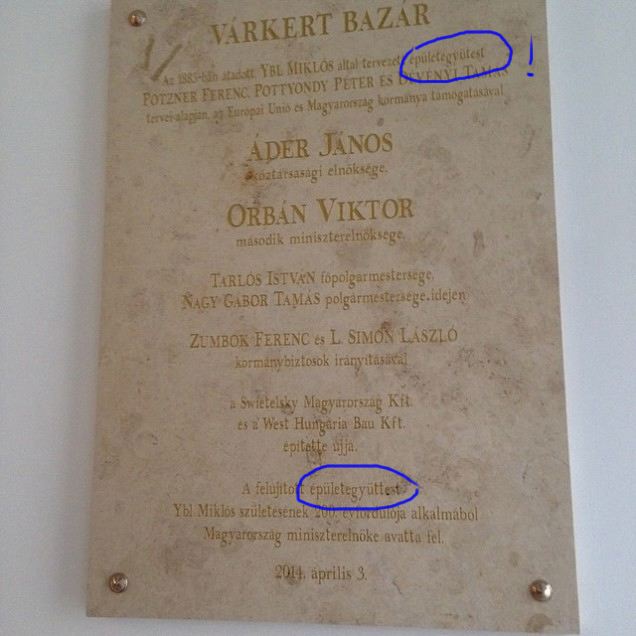 VÁRKERT BAZÁR
Az 1883-ban átadott, YBL MIKLÓS által tervezett épületegyütest
POTZNER FERENC, POTTYONDY PÉTER ÉS DEVÉNYI TAMÁS
tervei alapján, az Európai Unió és Magyarország kormánya támogatásával
ÁDER JÁNOS
köztársasági elnöksége,
ORBÁN VIKTOR
második miniszterelnöksége,
TARLÓS ISTVÁN főpolgármestersége,
NAGY GÁBOR TAMÁS polgármestersége idején
ZUMBOK FERENC és L. SIMON LÁSZLÓ
kormánybiztosok irányításával
a Swietelsky Magyarország Kft.
és a West Hungária Bau Kft.
építette újjá.
A felújított épületegyüttest
Ybl Miklós születésének 200. évfordulója alkalmából
Magyarország miniszterelnöke avatta fel.
2014. április 3.
!